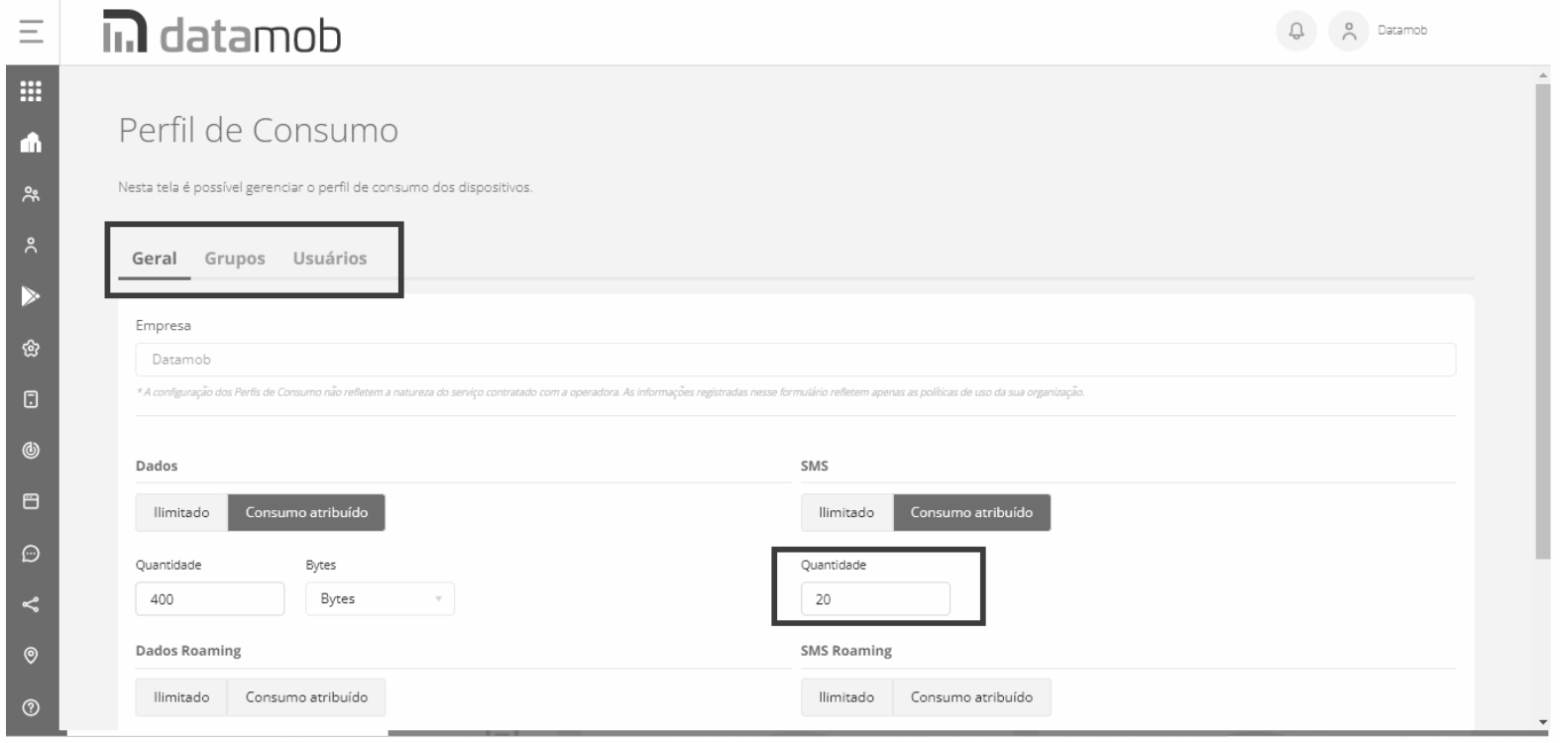 datamob
Datamob
Perfil de Consumo
Nesta tela é possível gerenciar o perfil de consumo dos dispositivos.
Geral Grupos Usuários
Empresa
Datamob
* A configuração dos Perfis de Consumo não refletem a natureza do serviço contratado com a operadora. As informações registradas nesse formulário refletem apenas as políticas de uso da sua organização.
Dados SMS
Ilimitado Consumo atribuído Ilimitado Consumo atribuído
Quantidade Bytes Quantidade
400 Bytes 20
Dados Roaming SMS Roaming
Ilimitado Consumo atribuído Ilimitado Consumo atribuído